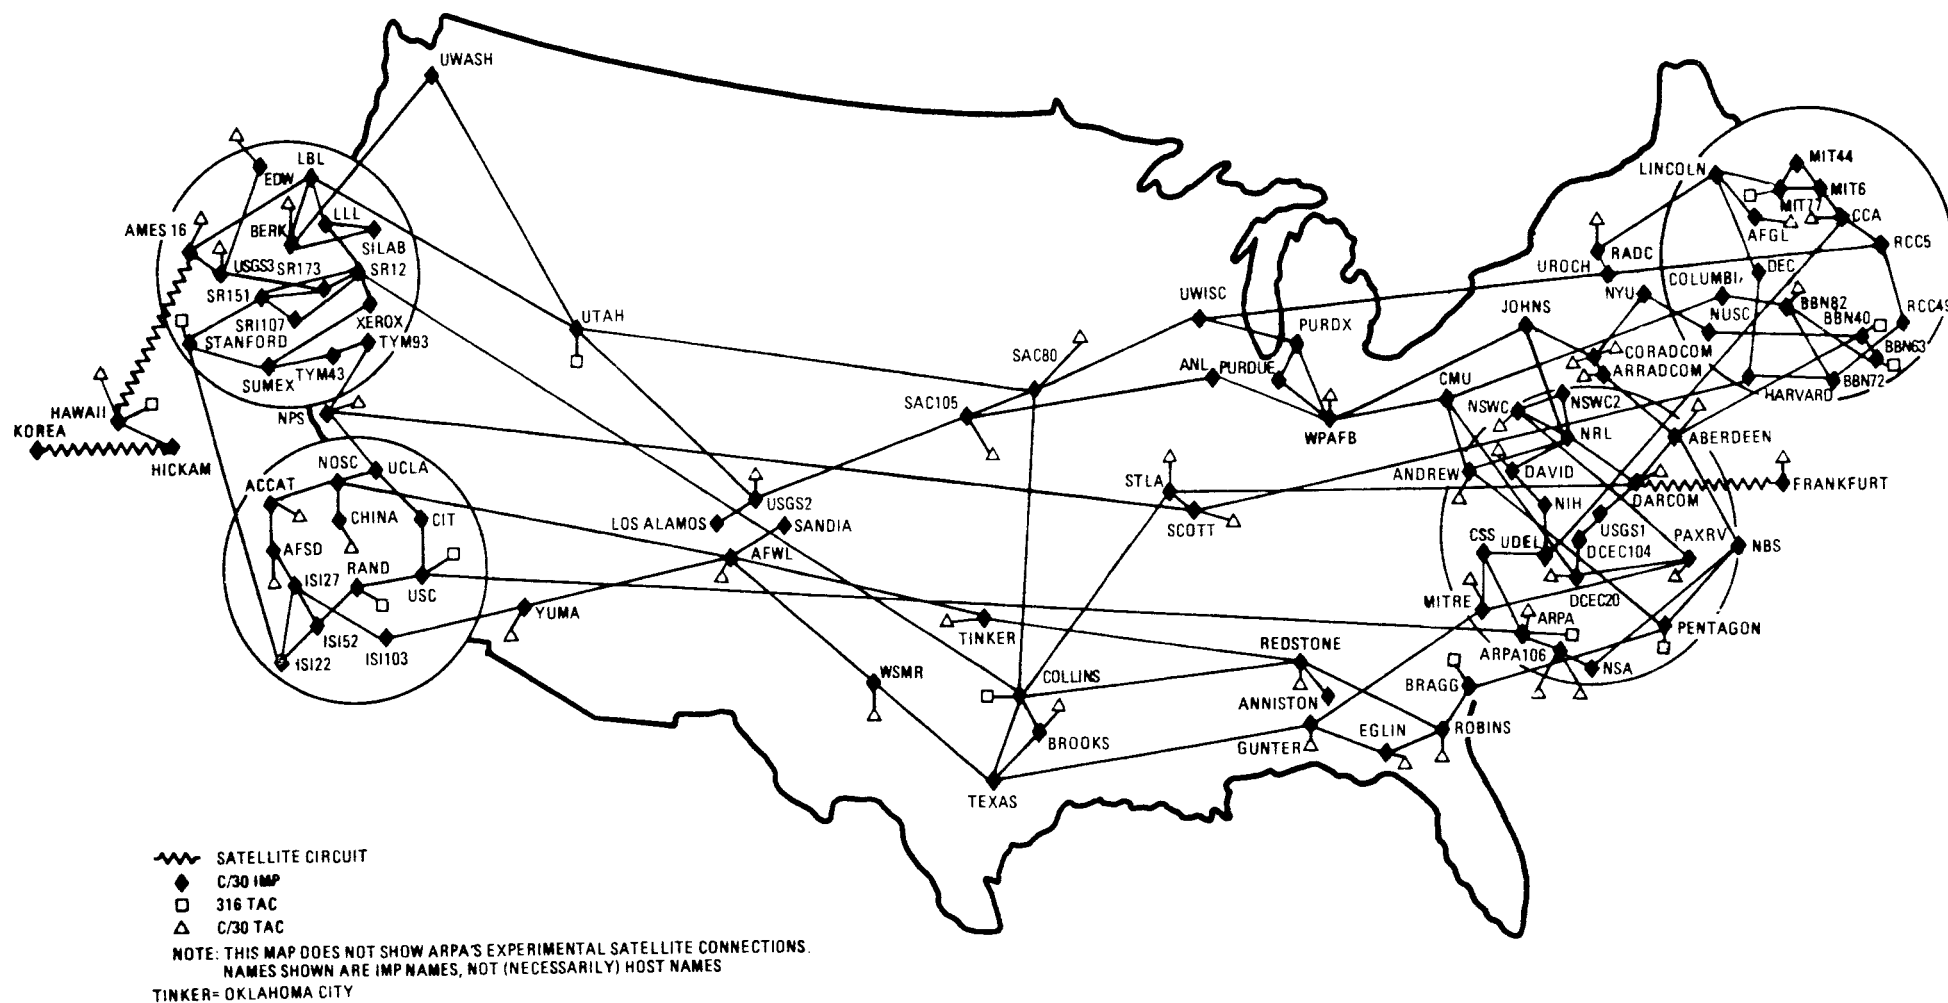 UWASH
LBL
EDW
LLL
AMES 16
BERK
SILAB
USGS3
SR173
SR12
SR151
SRI107
XEROX
STANFORD
TYM93
TYM43
SUMEX
HAWAII
NPS
KOREA
HICKAM
NOSC
UCLA
ACCAT
CHINA
CIT
AFSD
RAND
ISI27
USC
ISI52
ISI22
ISI103
YUMA
UTAH
USGS2
LOS ALAMOS
SANDIA
AFWL
TINKER
WSMR
COLLINS
BROOKS
TEXAS
SAC80
SAC105
UWISC
PURDX
ANL
PURDUE
WPAFB
STLA
SCOTT
REDSTONE
ANNISTON
GUNTER
EGLIN
ROBINS
BRAGG
JOHNS
CMU
NSWC
NSWC2
NRL
ANDREW
DAVID
NIH
DARCOM
USGS1
CSS
UDEL
DCEC104
PAXRV
NBS
MITRE
DCEC20
ARPA
PENTAGON
ARPA106
NSA
FRANKFURT
ABERDEEN
CORADCOM
ARRADCOM
LINCOLN
MIT44
MIT6
MIT77
CCA
AFGL
RCC5
RADC
UROCH
DEC
COLUMBI
NYU
NUSC
BBN82
BBN40
RCC49
BBN63
BBN72
HARVARD
SATELLITE CIRCUIT
C/30 IMP
316 TAC
C/30 TAC
NOTE: THIS MAP DOES NOT SHOW ARPA'S EXPERIMENTAL SATELLITE CONNECTIONS.
NAMES SHOWN ARE IMP NAMES, NOT (NECESSARILY) HOST NAMES
TINKER= OKLAHOMA CITY